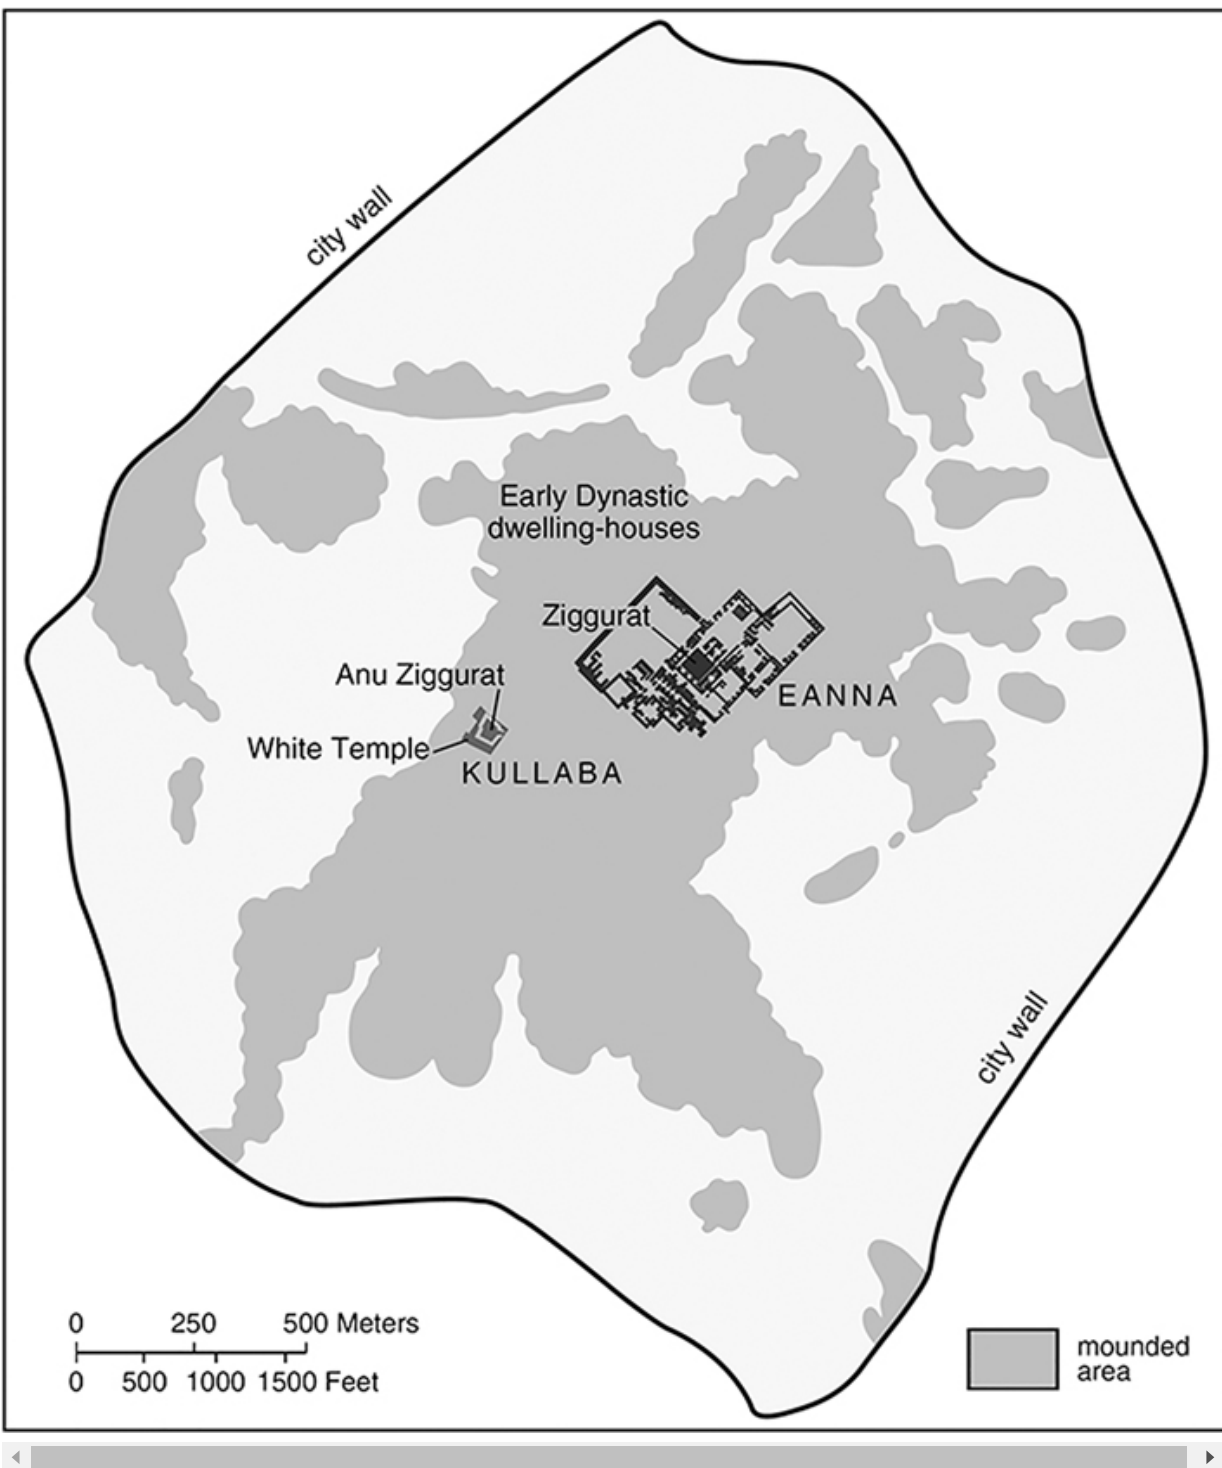 city wall
Early Dynastic
dwelling-houses
Ziggurat
Anu Ziggurat
EANNA
White Temple
KULLABA
city wall
0 250 500 Meters
0 500 1000 1500 Feet
mounded
area